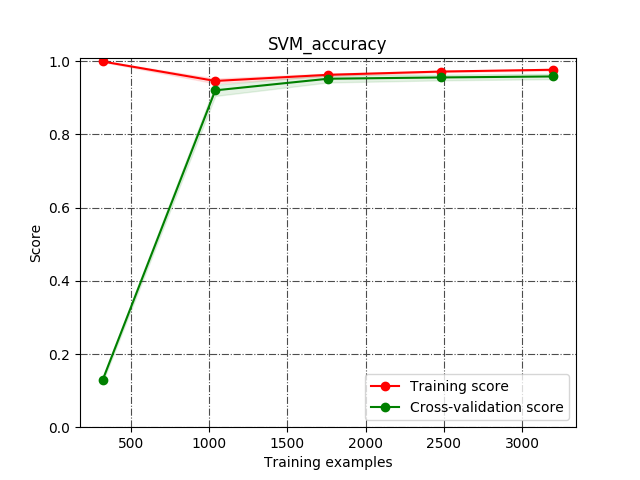 SVM_accuracy
1.0
0.8
0.6
0.4
0.2
0.0
Score
500 1000 1500 2000 2500 3000
Training examples
Training score
Cross-validation score